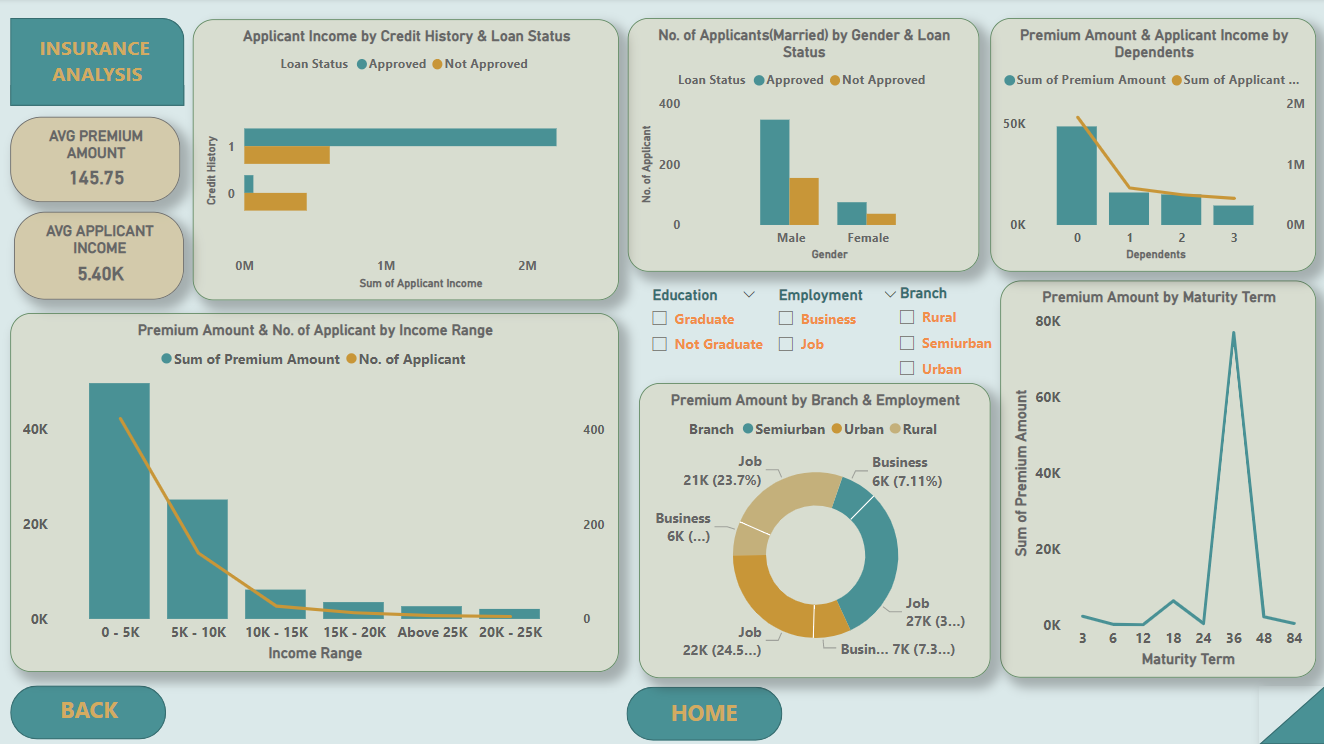 INSURANCE
ANALYSIS
AVG PREMIUM
AMOUNT
145.75
AVG APPLICANT
INCOME
5.40K
Applicant Income by Credit History & Loan Status
Loan Status Approved Not Approved
Credit History
1
0
0M 1M 2M
Sum of Applicant Income
No. of Applicants(Married) by Gender & Loan
Status
Loan Status Approved Not Approved
No. of Applicant
400
200
0
Male Female
Gender
Premium Amount & Applicant Income by
Dependents
Sum of Premium Amount Sum of Applicant ...
50K
0K
2M
1M
0M
0 1 2 3
Dependents
Education
Graduate
Not Graduate
Employment
Business
Job
Branch
Rural
Semiurban
Urban
Premium Amount & No. of Applicant by Income Range
Sum of Premium Amount No. of Applicant
40K
20K
0K
400
200
0
0 - 5K 5K - 10K 10K - 15K 15K - 20K Above 25K 20K - 25K
Income Range
Premium Amount by Branch & Employment
Branch Semiurban Urban Rural
Job
21K (23.7%)
Business
6K (7.11%)
Business
6K (...)
Job
27K (3...)
Job
22K (24.5...)
Busin... 7K (7.3...)
Premium Amount by Maturity Term
Sum of Premium Amount
80K
60K
40K
20K
0K
3 6 12 18 24 36 48 84
Maturity Term
BACK
HOME